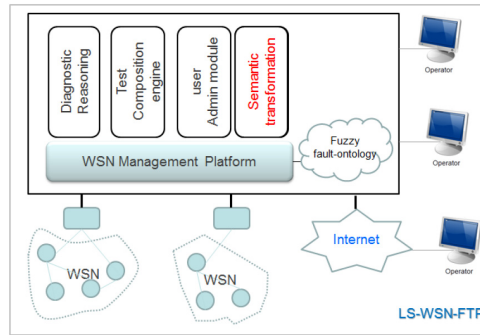 Diagnostic
Reasoning
Test
Composition
engine
user
Admin module
Semantic
transformation
Operator
WSN Management Platform
Fuzzy
fault-ontology
Operator
WSN
WSN
Internet
Operator
LS-WSN-FTP